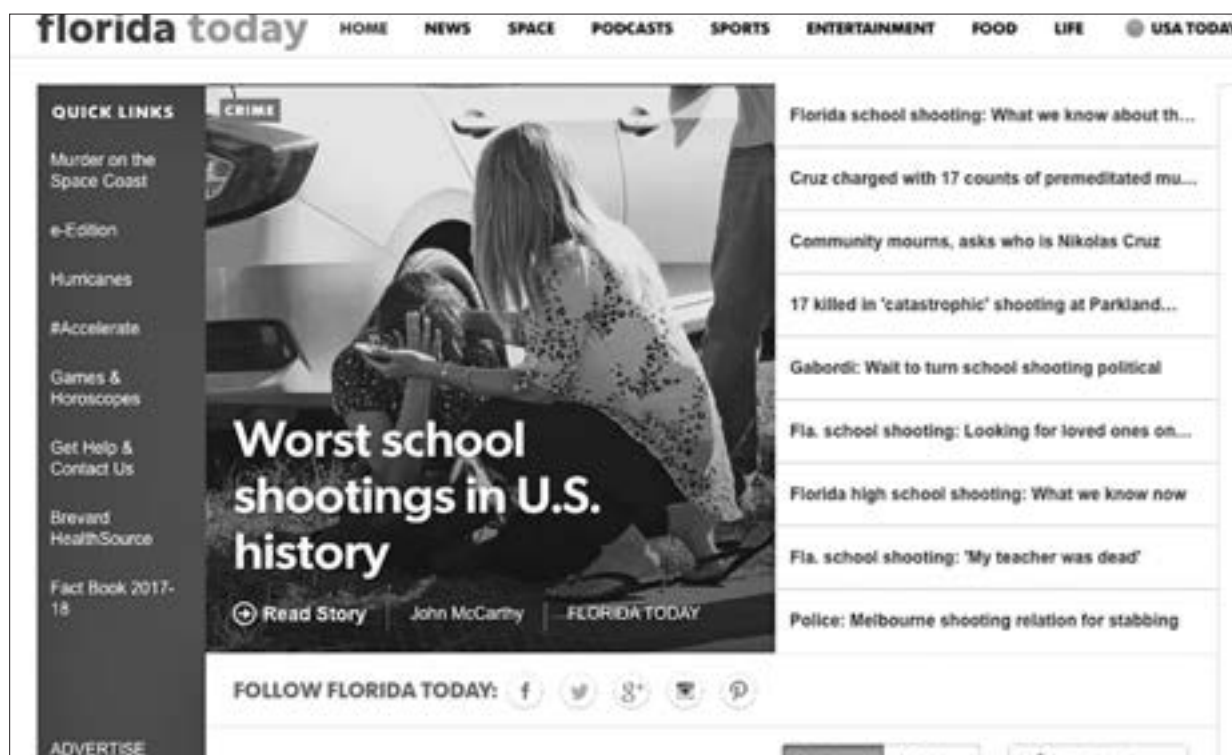 florida today HOME NEWS SPACE PODCASTS SPORTS ENTERTAINMENT FOOD LIFE USA TODAY
QUICK LINKS
Murder on the
Space Coast
e-Edition
Hurricanes
#Accelerate
Games &
Horoscopes
Get Help &
Contact Us
Brevard
HealthSource
Fact Book 2017-
18
ADVERTISE
CRIME
Worst school
shootings in U.S.
history
Read Story John McCarthy FLORIDA TODAY
Florida school shooting: What we know about th...
Cruz charged with 17 counts of premeditated mu...
Community mourns, asks who is Nikolas Cruz
17 killed in 'catastrophic' shooting at Parkland...
Gabordi: Wait to turn school shooting political
Fla. school shooting: Looking for loved ones on...
Florida high school shooting: What we know now
Fla. school shooting: 'My teacher was dead'
Police: Melbourne shooting relation for stabbing
FOLLOW FLORIDA TODAY: f g+